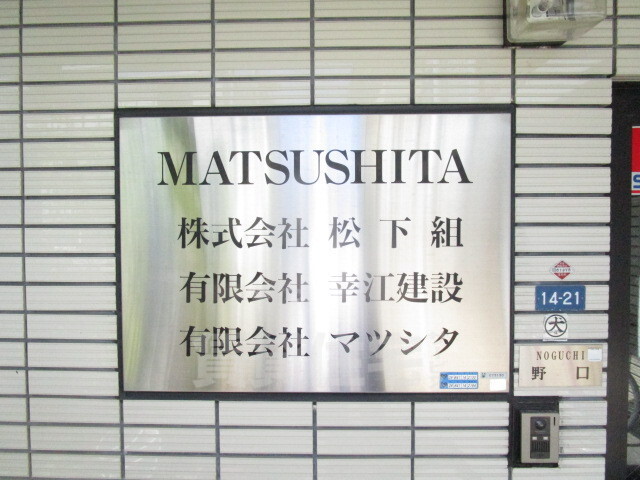 MATSUSHITA
株式会社 松下組
有限会社 幸江建設
有限会社 マツシタ
14-21
犬
NOGUCHI
野口